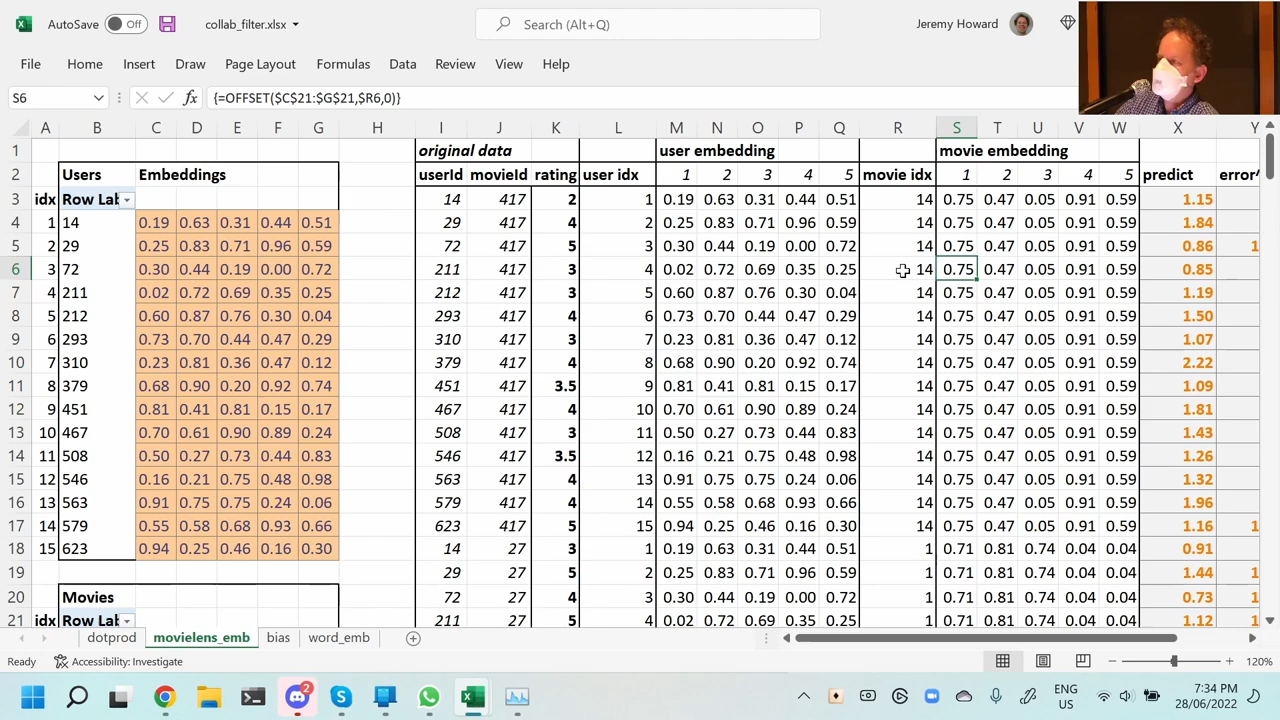 AutoSave Off collab_filter.xlsx Search (Alt+Q) Jeremy Howard
File Home Insert Draw Page Layout Formulas Data Review View Help
S6 fx {=OFFSET($C$21:$G$21,$R6,0)}
A B C D E F G H I J K L M N O P Q R S T U V W X Y
1 original data user embedding movie embedding
2 Users Embeddings userId movieId rating user idx 1 2 3 4 5 movie idx 1 2 3 4 5 predict error^
3 idx Row Lab 14 417 2 1 0.19 0.63 0.31 0.44 0.51 14 0.75 0.47 0.05 0.91 0.59 1.15
4 1 14 0.19 0.63 0.31 0.44 0.51 29 417 4 2 0.25 0.83 0.71 0.96 0.59 14 0.75 0.47 0.05 0.91 0.59 1.84
5 2 29 0.25 0.83 0.71 0.96 0.59 72 417 5 3 0.30 0.44 0.19 0.00 0.72 14 0.75 0.47 0.05 0.91 0.59 0.86 1
6 3 72 0.30 0.44 0.19 0.00 0.72 211 417 3 4 0.02 0.72 0.69 0.35 0.25 14 0.75 0.47 0.05 0.91 0.59 0.85
7 4 211 0.02 0.72 0.69 0.35 0.25 212 417 3 5 0.60 0.87 0.76 0.30 0.04 14 0.75 0.47 0.05 0.91 0.59 1.19
8 5 212 0.60 0.87 0.76 0.30 0.04 293 417 4 6 0.73 0.70 0.44 0.47 0.29 14 0.75 0.47 0.05 0.91 0.59 1.50
9 6 293 0.73 0.70 0.44 0.47 0.29 310 417 3 7 0.23 0.81 0.36 0.47 0.12 14 0.75 0.47 0.05 0.91 0.59 1.07
10 7 310 0.23 0.81 0.36 0.47 0.12 379 417 4 8 0.68 0.90 0.20 0.92 0.74 14 0.75 0.47 0.05 0.91 0.59 2.22
11 8 379 0.68 0.90 0.20 0.92 0.74 451 417 3.5 9 0.81 0.41 0.81 0.15 0.17 14 0.75 0.47 0.05 0.91 0.59 1.09
12 9 451 0.81 0.41 0.81 0.15 0.17 467 417 4 10 0.70 0.61 0.90 0.89 0.24 14 0.75 0.47 0.05 0.91 0.59 1.81
13 10 467 0.70 0.61 0.90 0.89 0.24 508 417 3 11 0.50 0.27 0.73 0.44 0.83 14 0.75 0.47 0.05 0.91 0.59 1.43
14 11 508 0.50 0.27 0.73 0.44 0.83 546 417 3.5 12 0.16 0.21 0.75 0.48 0.98 14 0.75 0.47 0.05 0.91 0.59 1.26
15 12 546 0.16 0.21 0.75 0.48 0.98 563 417 4 13 0.91 0.75 0.75 0.24 0.06 14 0.75 0.47 0.05 0.91 0.59 1.32
16 13 563 0.91 0.75 0.75 0.24 0.06 579 417 4 14 0.55 0.58 0.68 0.93 0.66 14 0.75 0.47 0.05 0.91 0.59 1.96
17 14 579 0.55 0.58 0.68 0.93 0.66 623 417 5 15 0.94 0.25 0.46 0.16 0.30 14 0.75 0.47 0.05 0.91 0.59 1.16 1
18 15 623 0.94 0.25 0.46 0.16 0.30 14 27 3 1 0.19 0.63 0.31 0.44 0.51 1 0.71 0.81 0.74 0.04 0.04 0.91
19 29 27 5 2 0.25 0.83 0.71 0.96 0.59 1 0.71 0.81 0.74 0.04 0.04 1.44 1
20 Movies 72 27 4 3 0.30 0.44 0.19 0.00 0.72 1 0.71 0.81 0.74 0.04 0.04 0.73 1
21 idx Row Lab 211 27 5 4 0.02 0.72 0.69 0.35 0.25 1 0.71 0.81 0.74 0.04 0.04 1.12 1
dotprod movielens_emb bias word_emb
Ready Accessibility: Investigate 120%
2 ENG 7:34 PM
US 28/06/2022